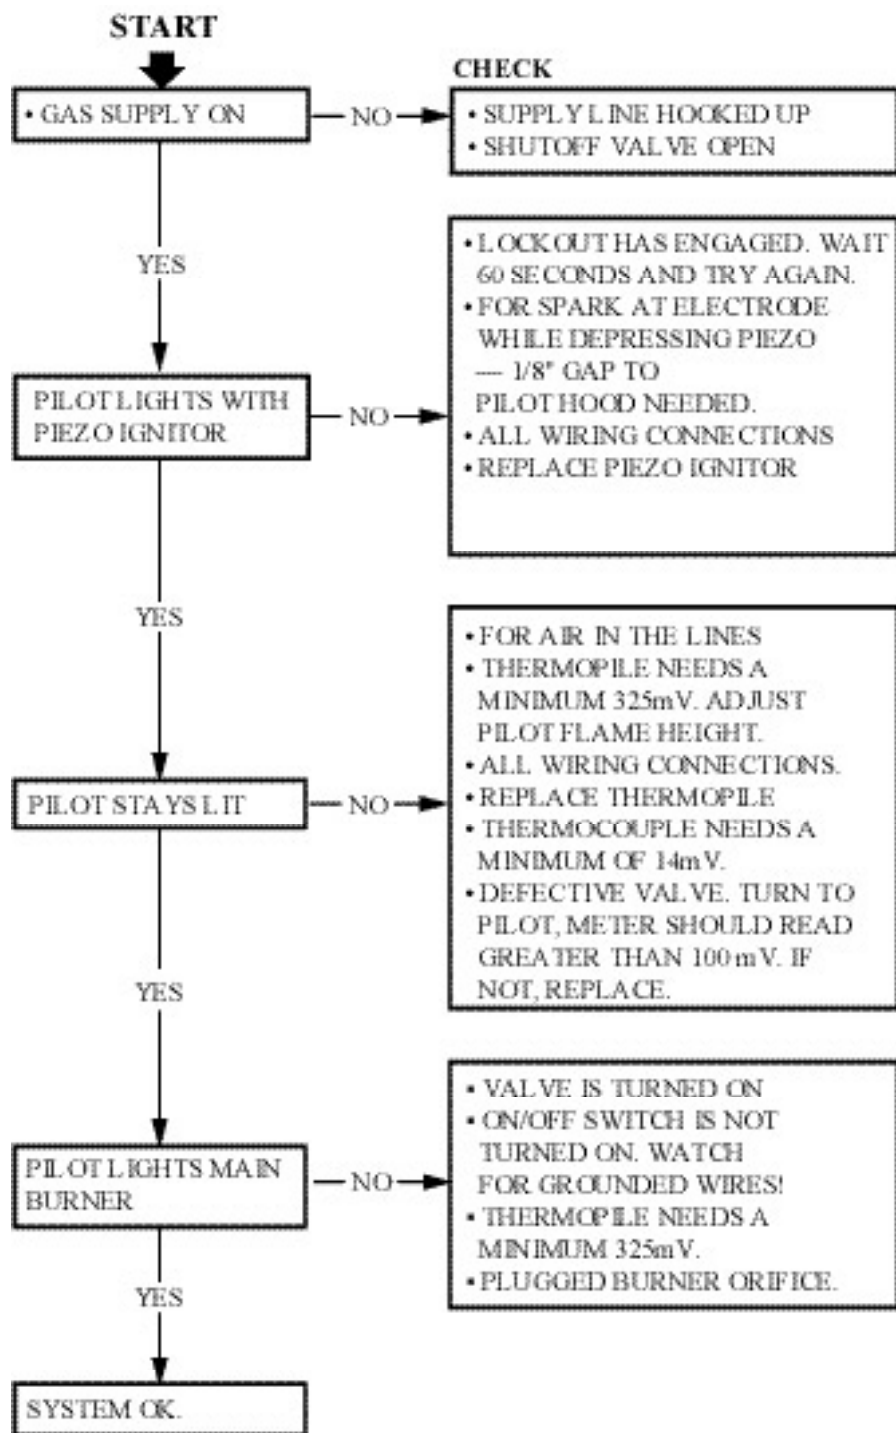 START
CHECK
• GAS SUPPLY ON
NO
• SUPPLY LINE HOOKED UP
• SHUTOFF VALVE OPEN
YES
• LOCKOUT HAS ENGAGED. WAIT
60 SECONDS AND TRY AGAIN.
• FOR SPARK AT ELECTRODE
WHILE DEPRESSING PIEZO
— 1/8" GAP TO
PILOT HOOD NEEDED.
• ALL WIRING CONNECTIONS
• REPLACE PIEZO IGNITOR
PILOT LIGHTS WITH
PIEZO IGNITOR
NO
YES
• FOR AIR IN THE LINES
• THERMOPILE NEEDS A
MINIMUM 325mV. ADJUST
PILOT FLAME HEIGHT.
• ALL WIRING CONNECTIONS.
• REPLACE THERMOPILE
• THERMOCOUPLE NEEDS A
MINIMUM OF 14mV.
• DEFECTIVE VALVE. TURN TO
PILOT, METER SHOULD READ
GREATER THAN 100 mV. IF
NOT, REPLACE.
PILOT STAYS LIT
NO
YES
• VALVE IS TURNED ON
• ON/OFF SWITCH IS NOT
TURNED ON. WATCH
FOR GROUNDED WIRES!
• THERMOPILE NEEDS A
MINIMUM 325mV.
• PLUGGED BURNER ORIFICE.
PILOT LIGHTS MAIN
BURNER
NO
YES
SYSTEM OK.